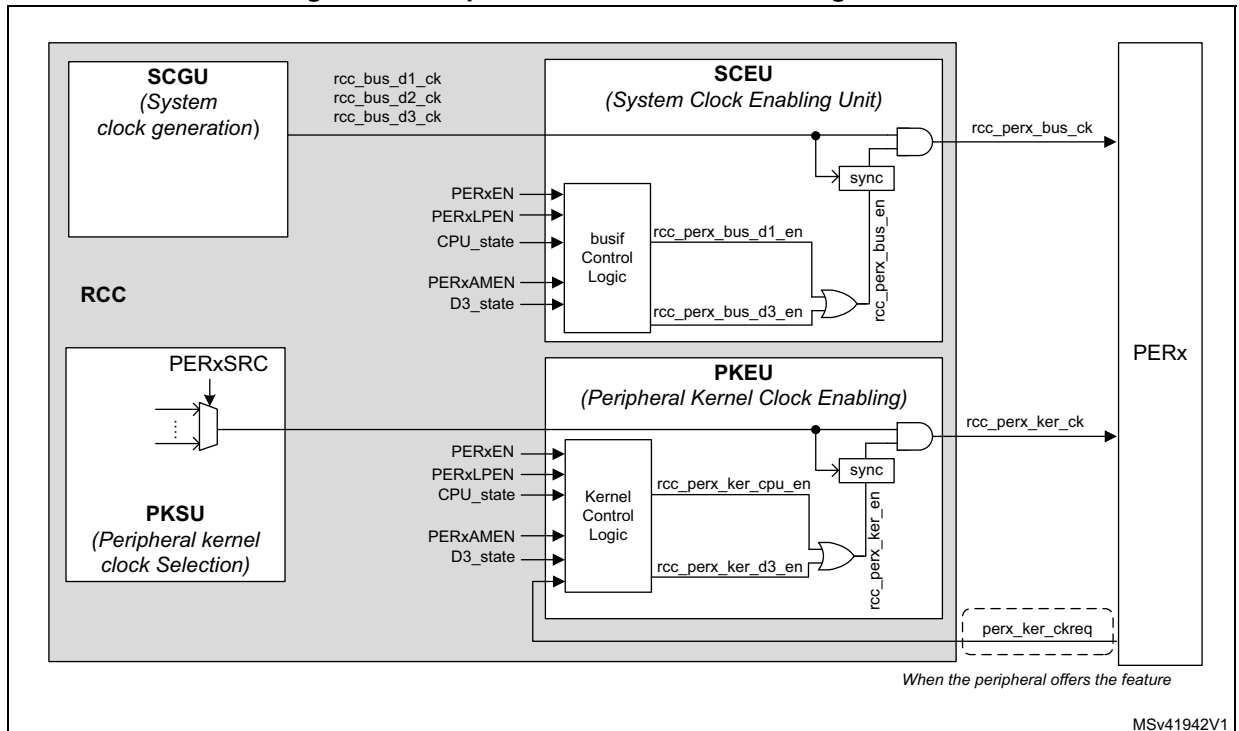 SCGU
(System
clock generation)
rcc_bus_d1_ck
rcc_bus_d2_ck
rcc_bus_d3_ck
SCEU
(System Clock Enabling Unit)
rcc_perx_bus_ck
sync
PERxEN
PERxLPEN
CPU_state
PERxAMEN
D3_state
busif
Control
Logic
rcc_perx_bus_d1_en
rcc_perx_bus_d3_en
rcc_perx_bus_en
RCC
PERx
PERxSRC
PKSU
(Peripheral kernel
clock Selection)
PKEU
(Peripheral Kernel Clock Enabling)
rcc_perx_ker_ck
sync
PERxEN
PERxLPEN
CPU_state
PERxAMEN
D3_state
Kernel
Control
Logic
rcc_perx_ker_cpu_en
rcc_perx_ker_d3_en
rcc_perx_ker_en
perx_ker_ckreq
When the peripheral offers the feature
MSv41942V1